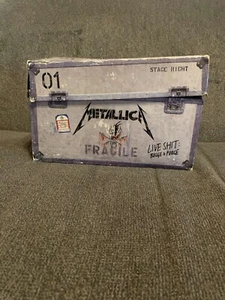 01
STAGE RIGHT
METALLICA
FRAGILE
LIVE SHIT:
BINGE & PURGE